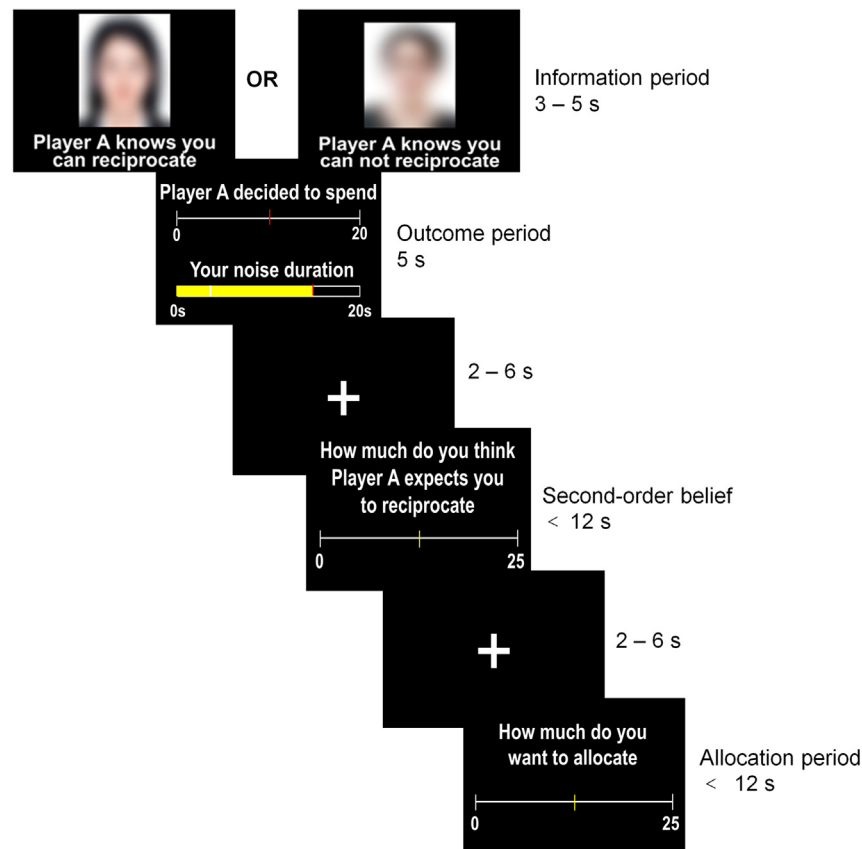 Player A knows you
can reciprocate
OR
Player A knows you
can not reciprocate
Information period
3 – 5 s
Player A decided to spend
0
20
Your noise duration
0s
20s
Outcome period
5 s
2 – 6 s
How much do you think
Player A expects you
to reciprocate
0
25
Second-order belief
< 12 s
2 – 6 s
How much do you
want to allocate
0
25
Allocation period
< 12 s